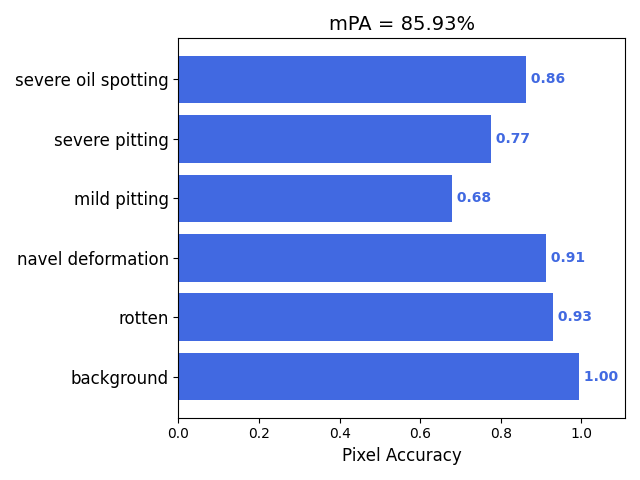 mPA = 85.93%
severe oil spotting 0.86
severe pitting 0.77
mild pitting 0.68
navel deformation 0.91
rotten 0.93
background 1.00
0.0 0.2 0.4 0.6 0.8 1.0
Pixel Accuracy